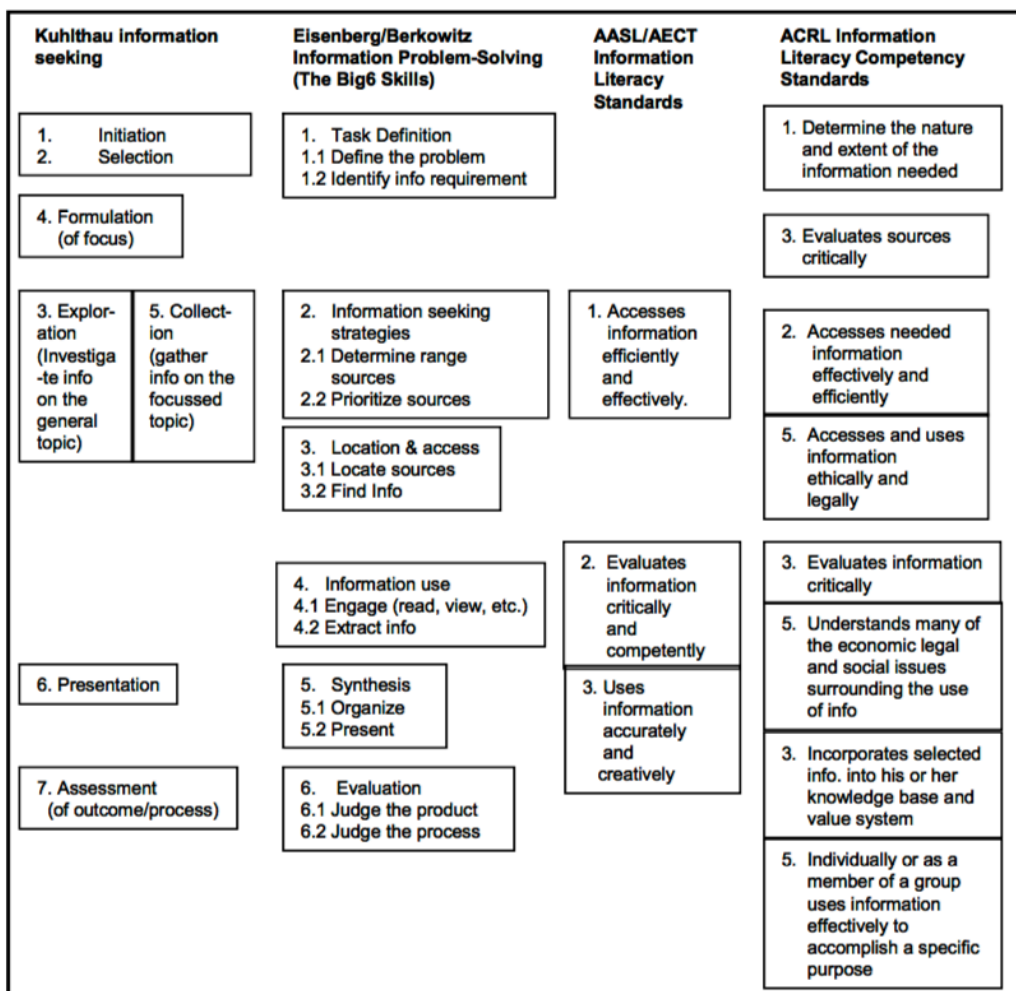 Kuhlthau information
seeking
Eisenberg/Berkowitz
Information Problem-Solving
(The Big6 Skills)
AASL/AECT
Information
Literacy
Standards
ACRL Information
Literacy Competency
Standards
1. Initiation
2. Selection
4. Formulation
(of focus)
3. Explor-
ation
(Investiga
-te info
on the
general
topic)
5. Collect-
ion
(gather
info on the
focussed
topic)
6. Presentation
7. Assessment
(of outcome/process)
1. Task Definition
1.1 Define the problem
1.2 Identify info requirement
2. Information seeking
strategies
2.1 Determine range
sources
2.2 Prioritize sources
3. Location & access
3.1 Locate sources
3.2 Find Info
4. Information use
4.1 Engage (read, view, etc.)
4.2 Extract info
5. Synthesis
5.1 Organize
5.2 Present
6. Evaluation
6.1 Judge the product
6.2 Judge the process
1. Accesses
information
efficiently
and
effectively.
2. Evaluates
information
critically
and
competently
3. Uses
information
accurately
and
creatively
1. Determine the nature
and extent of the
information needed
3. Evaluates sources
critically
2. Accesses needed
information
effectively and
efficiently
5. Accesses and uses
information
ethically and
legally
3. Evaluates information
critically
5. Understands many of
the economic legal
and social issues
surrounding the use
of info
3. Incorporates selected
info. into his or her
knowledge base and
value system
5. Individually or as a
member of a group
uses information
effectively to
accomplish a specific
purpose